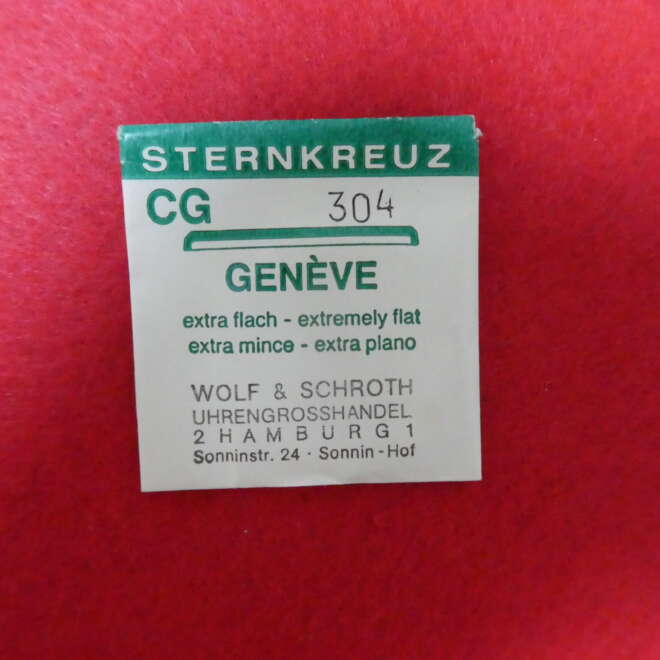 STERNKREUZ
CG 304
GENÈVE
extra flach - extremely flat
extra mince - extra plano
WOLF & SCHROTH
UHRENGROSSHANDEL
2 HAMBURG 1
Sonninstr. 24 · Sonnin-Hof